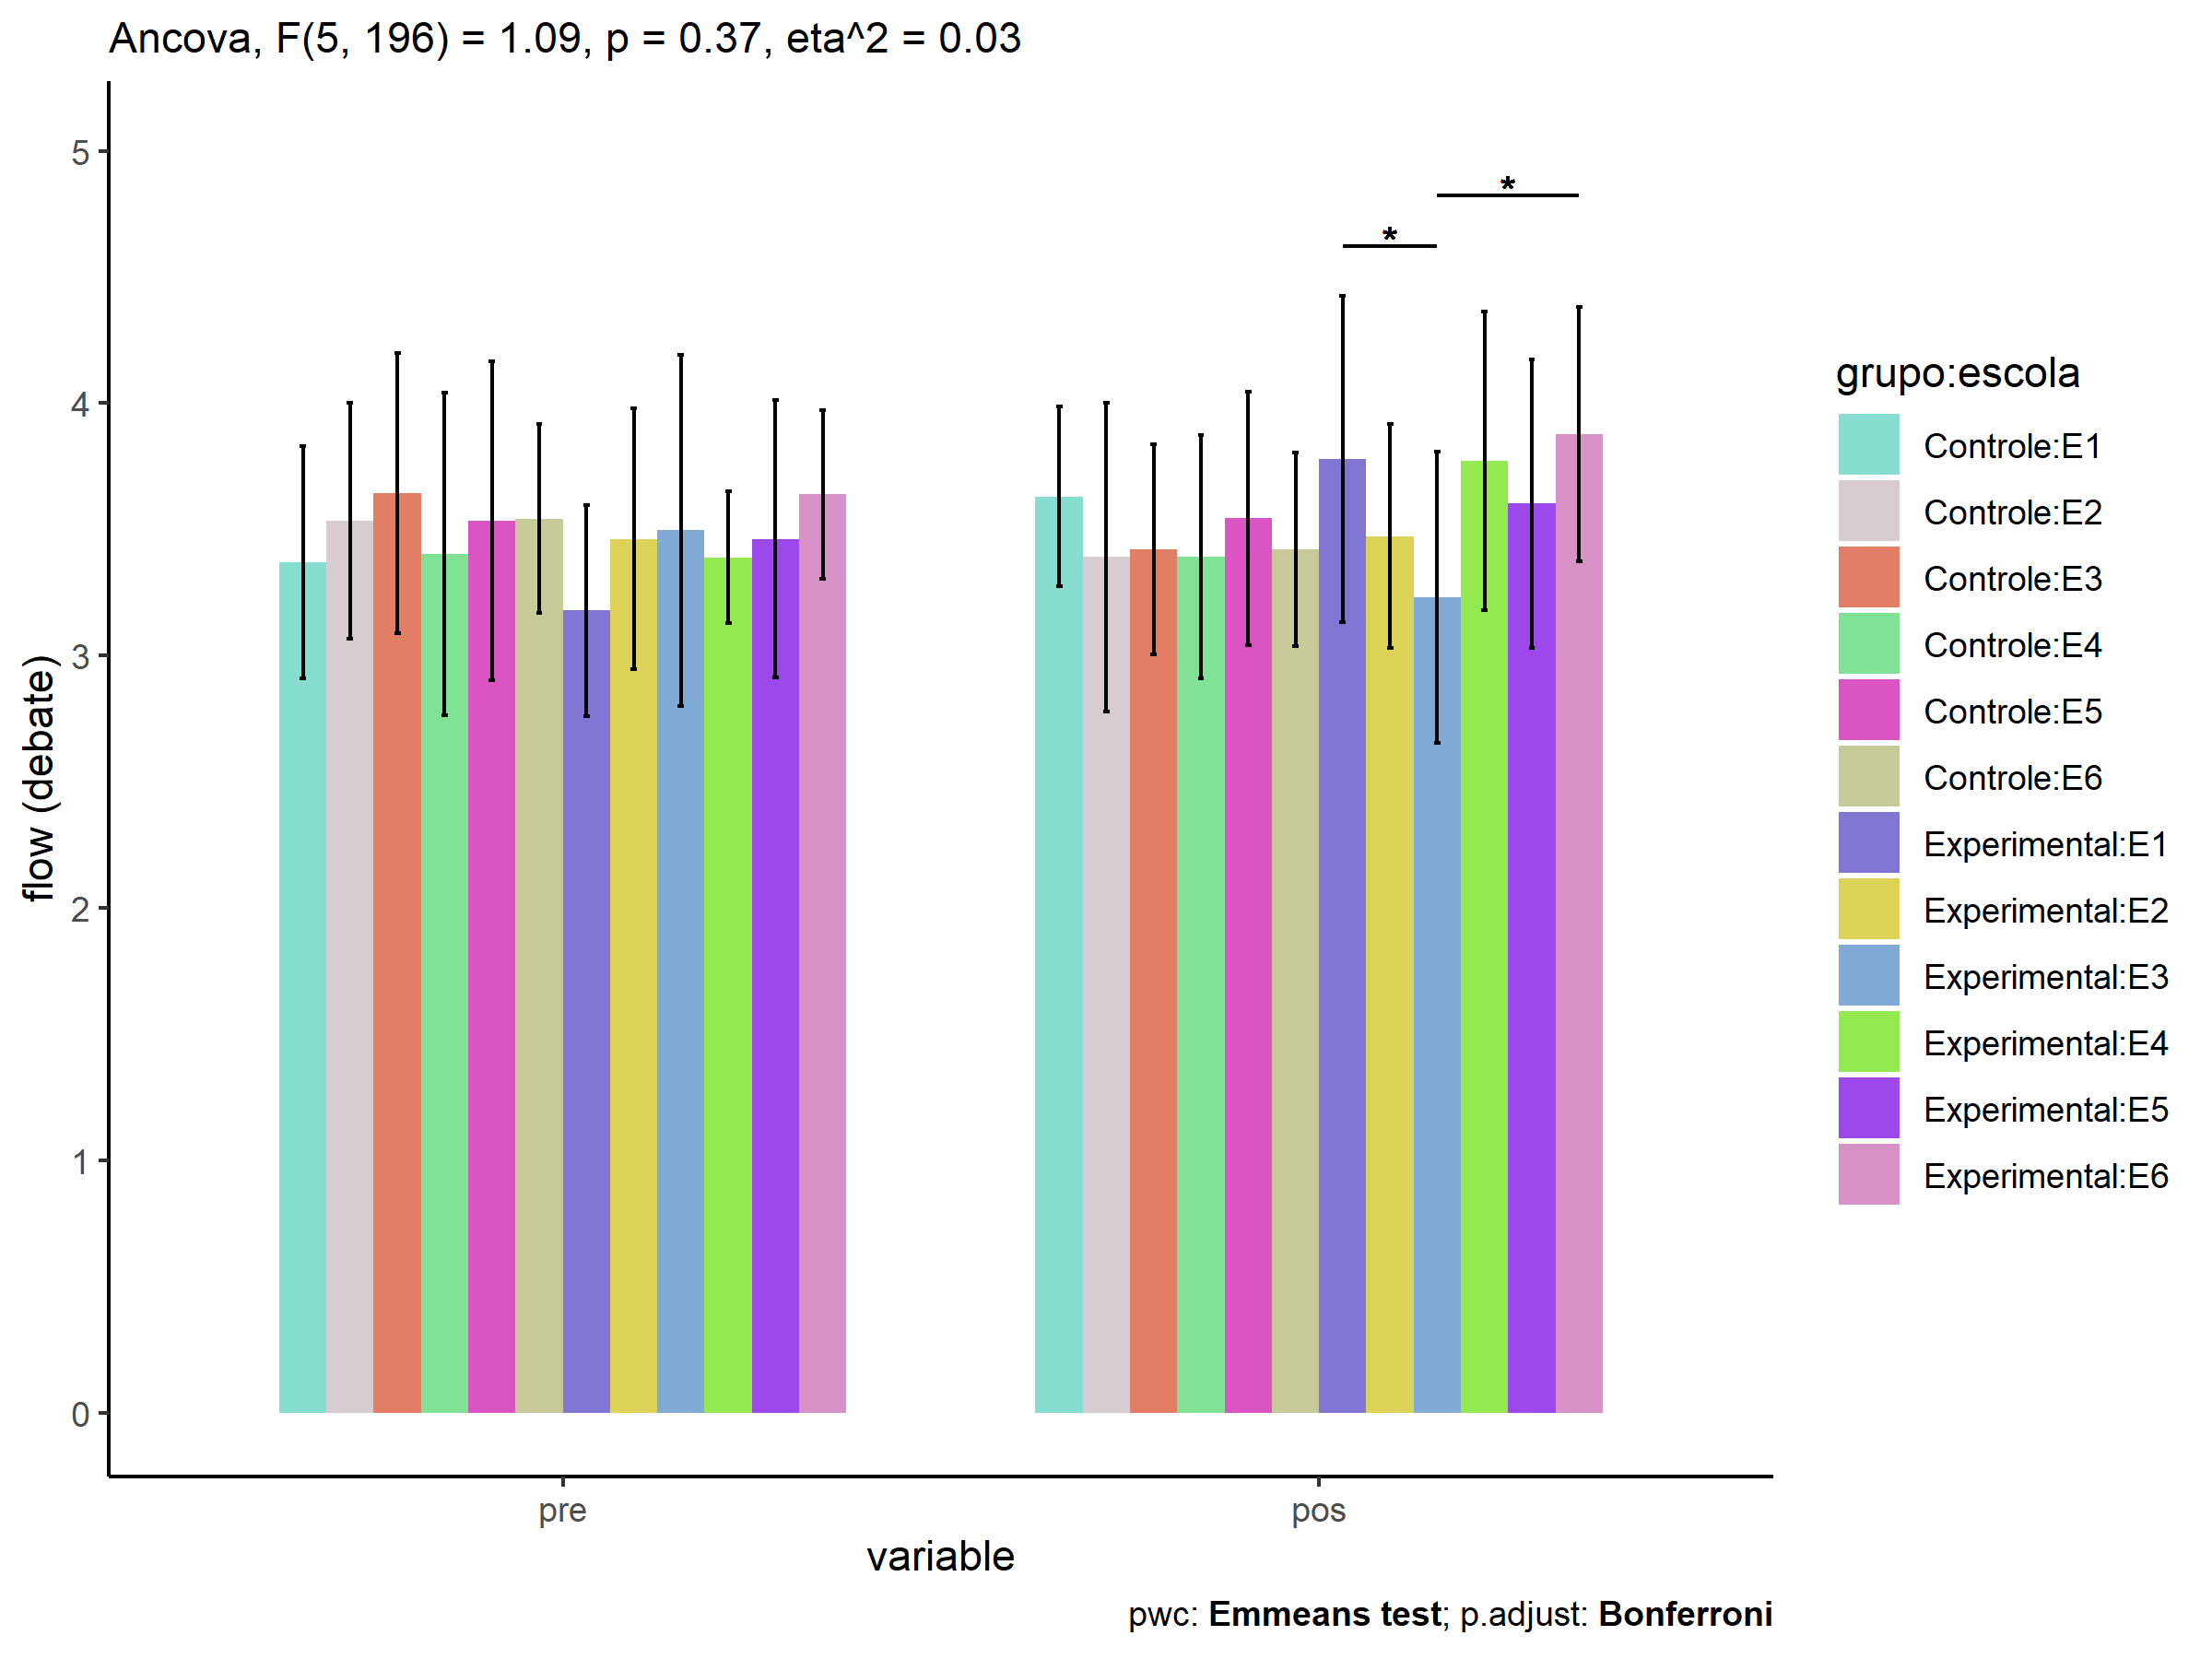 Ancova, F(5, 196) = 1.09, p = 0.37, eta^2 = 0.03
flow (debate)
5
4
3
2
1
0
*
*
pre
pos
variable
pwc: Emmeans test; p.adjust: Bonferroni
grupo:escola
Controle:E1
Controle:E2
Controle:E3
Controle:E4
Controle:E5
Controle:E6
Experimental:E1
Experimental:E2
Experimental:E3
Experimental:E4
Experimental:E5
Experimental:E6